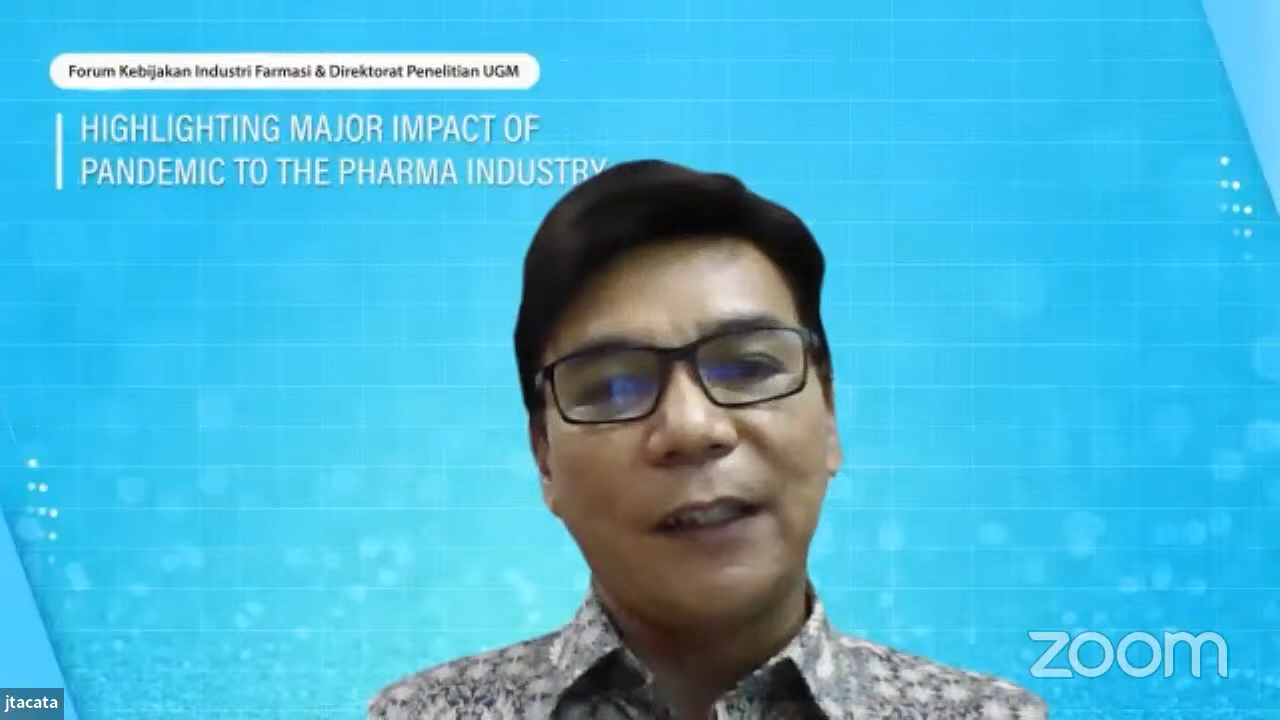 Forum Kebijakan Industri Farmasi & Direktorat Penelitian UGM
HIGHLIGHTING MAJOR IMPACT OF
PANDEMIC TO THE PHARMA INDUSTRY
zoom
jtacata